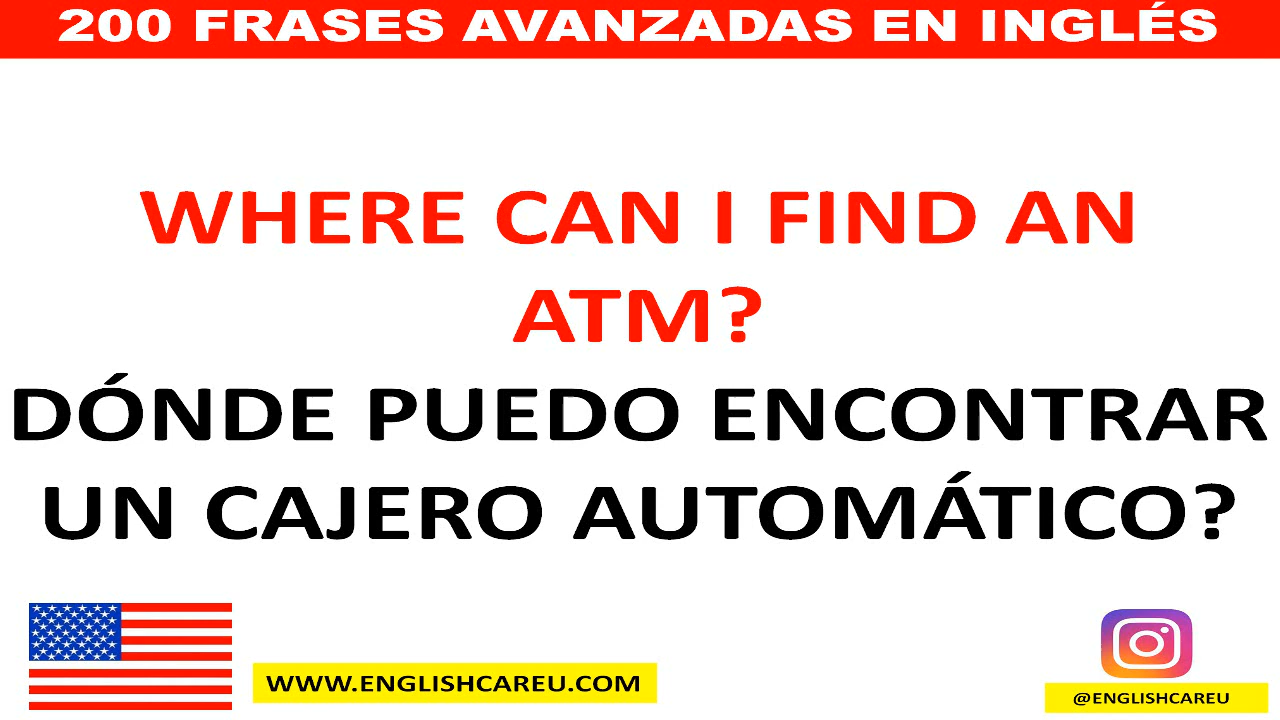 200 FRASES AVANZADAS EN INGLÉS
WHERE CAN I FIND AN
ATM?
DÓNDE PUEDO ENCONTRAR
UN CAJERO AUTOMÁTICO?
WWW.ENGLISHCAREU.COM
@ENGLISHCAREU